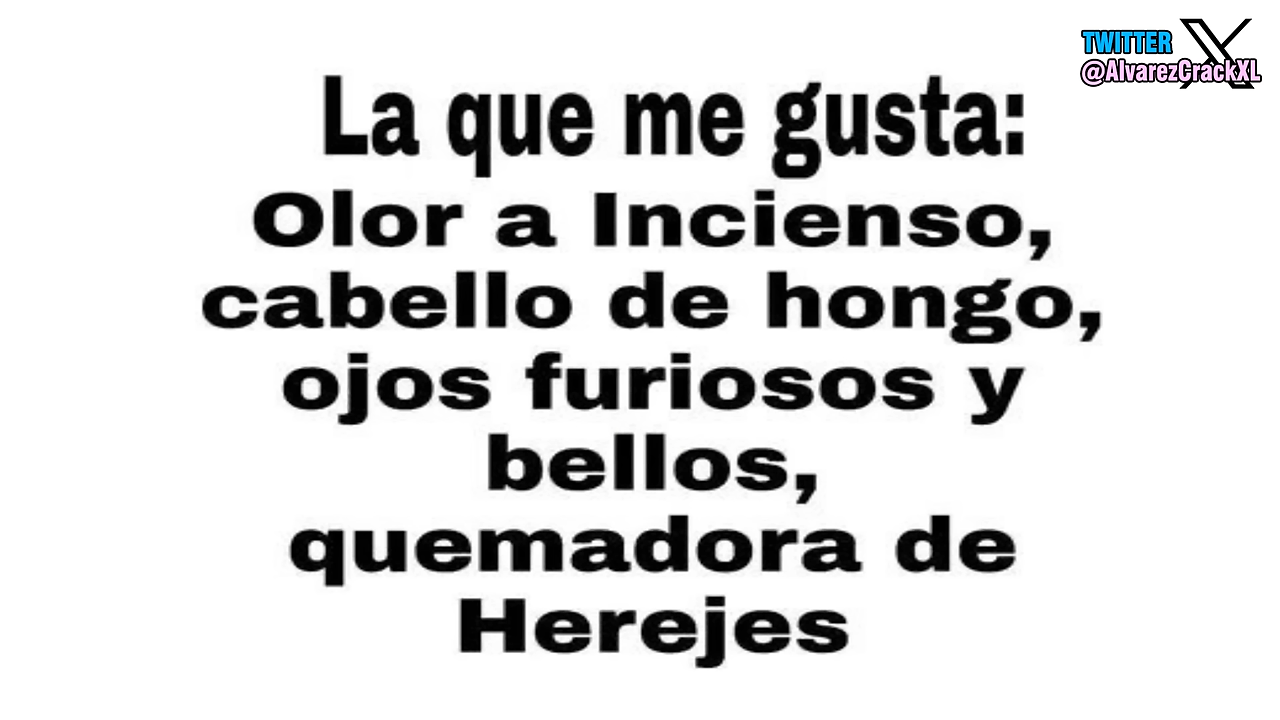 TWITTER
@AlvarezCrackXL
La que me gusta:
Olor a Incienso,
cabello de hongo,
ojos furiosos y
bellos,
quemadora de
Herejes